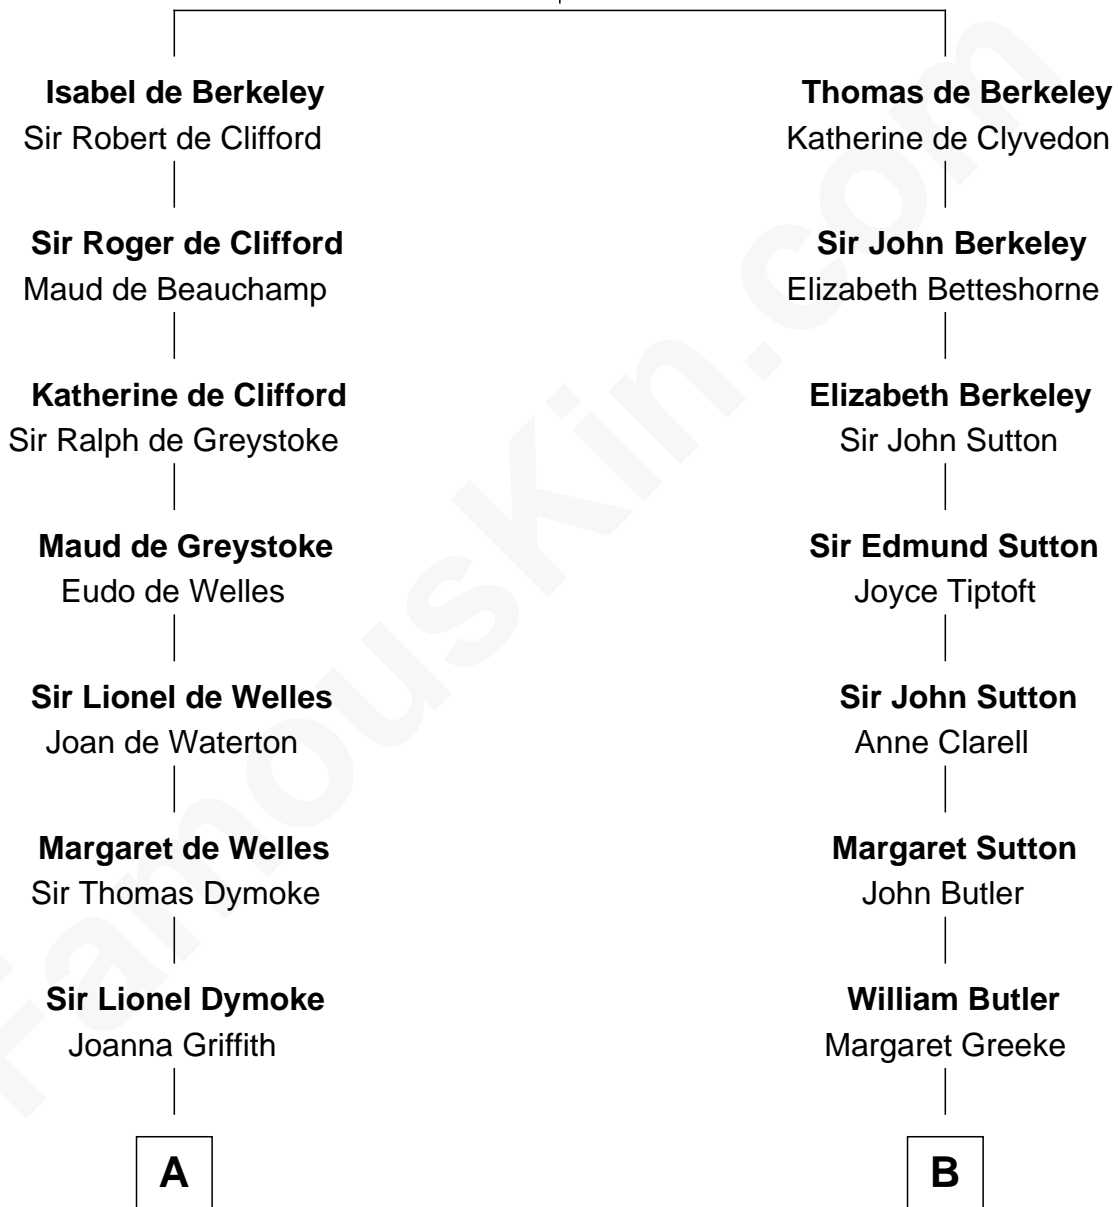 Isabel de Berkeley
Sir Robert de Clifford
Sir Roger de Clifford
Maud de Beauchamp
Katherine de Clifford
Sir Ralph de Greystoke
Maud de Greystoke
Eudo de Welles
Sir Lionel de Welles
Joan de Waterton
Margaret de Welles
Sir Thomas Dymoke
Sir Lionel Dymoke
Joanna Griffith
A
Thomas de Berkeley
Katherine de Clyvedon
Sir John Berkeley
Elizabeth Betteshorne
Elizabeth Berkeley
Sir John Sutton
Sir Edmund Sutton
Joyce Tiptoft
Sir John Sutton
Anne Clarell
Margaret Sutton
John Butler
William Butler
Margaret Greeke
B
FamousKin.com